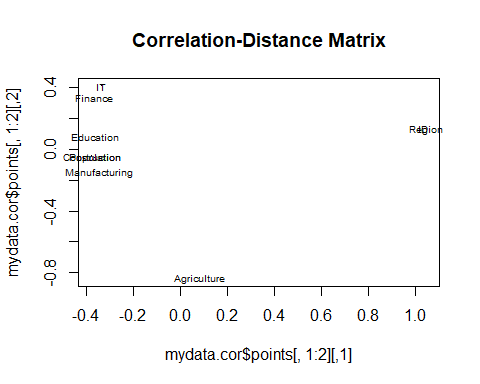 Correlation-Distance Matrix
mydata.cor$points[, 1:2][,2]
0.4
0.0
-0.4
-0.8
IT
Finance
Education
Manufacturing
Agriculture
Region
-0.4 -0.2 0.0 0.2 0.4 0.6 0.8 1.0
mydata.cor$points[, 1:2][,1]